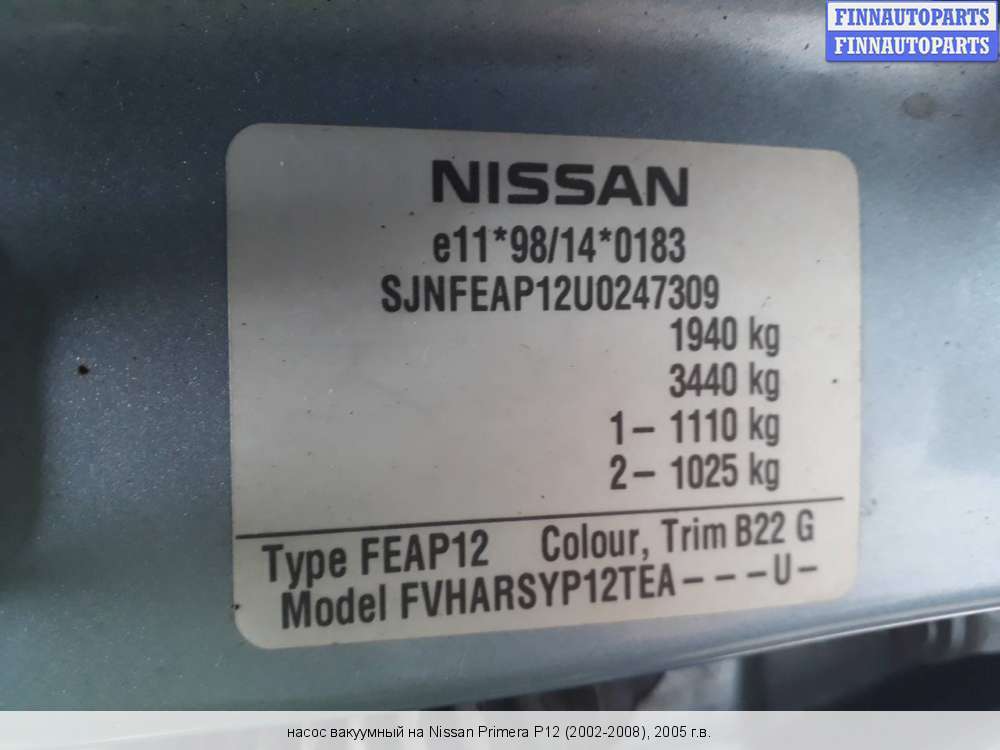 FINNAUTOPARTS
FINNAUTOPARTS
NISSAN
e11*98/14*0183
SJNFEAP12U0247309
1940 kg
3440 kg
1– 1110 kg
2– 1025 kg
Type FEAP12 Colour, Trim B22 G
Model FVHARSYP12TEA– – –U–
насос вакуумный на Nissan Primera P12 (2002-2008), 2005 г.в.